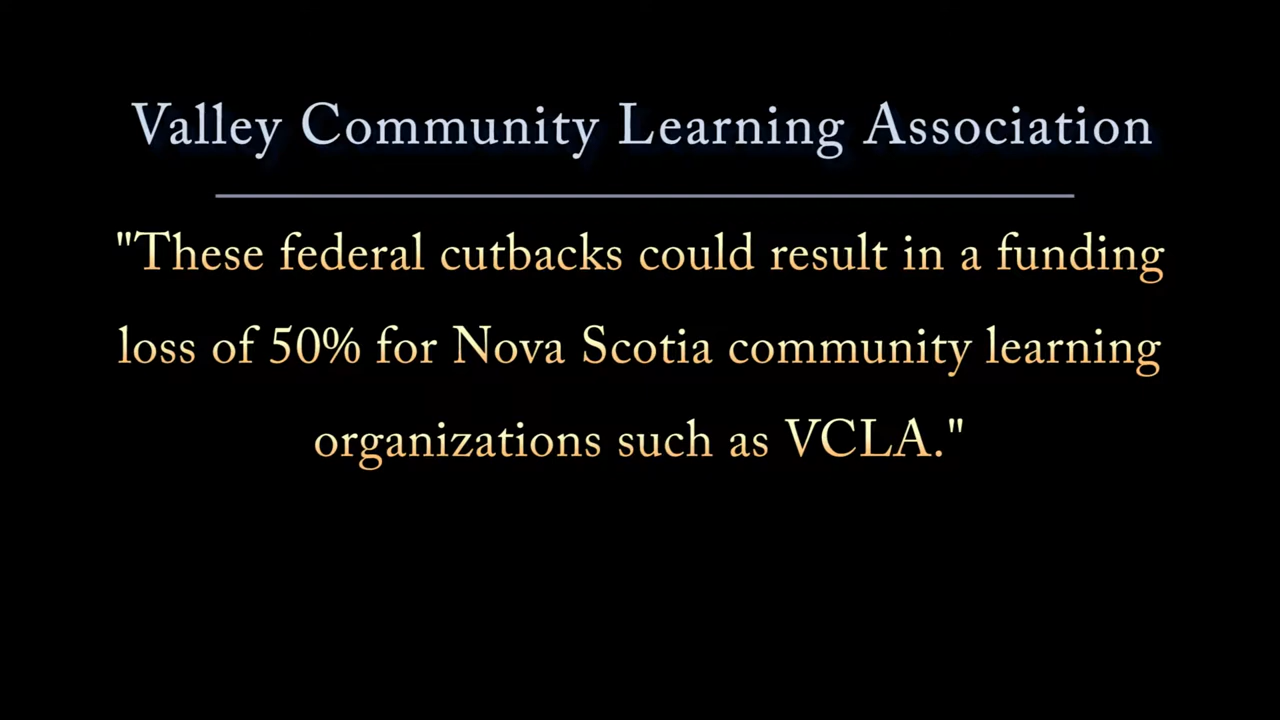 Valley Community Learning Association
"These federal cutbacks could result in a funding
loss of 50% for Nova Scotia community learning
organizations such as VCLA."